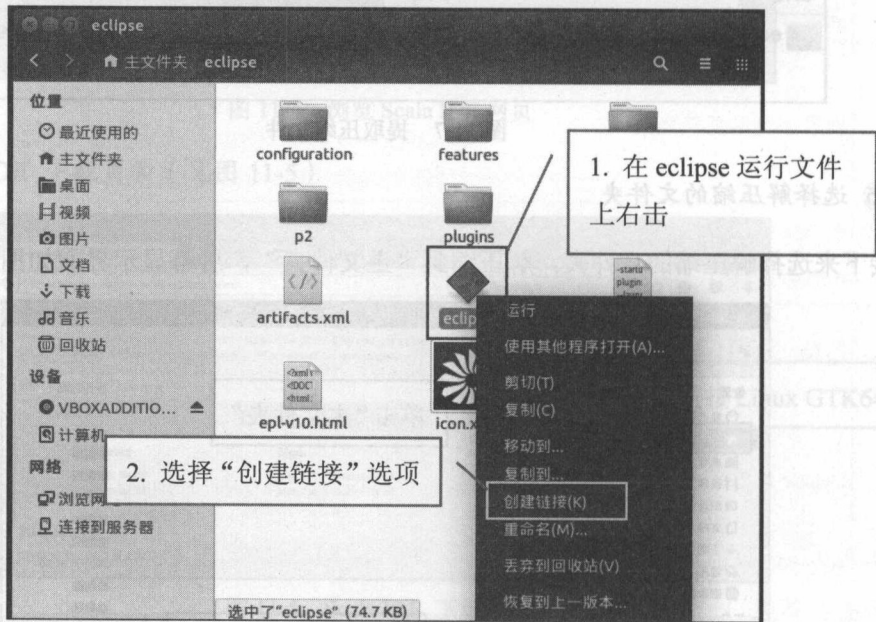 eclipse
主文件夹 eclipse
位置
最近使用的
主文件夹
桌面
视频
图片
文档
下载
音乐
回收站
设备
VBOXADDITIO...
计算机
网络
浏览网
连接到服务器
configuration
features
p2
plugins
artifacts.xml
epl-v10.html
icon.x
1. 在 eclipse 运行文件
上右击
运行
使用其他程序打开(A)...
剪切(T)
复制(C)
移动到...
复制到...
创建链接(K)
重命名(M)...
丢弃到回收站(V)
恢复到上一版本...
2. 选择“创建链接”选项
选中了“eclipse” (74.7 KB)